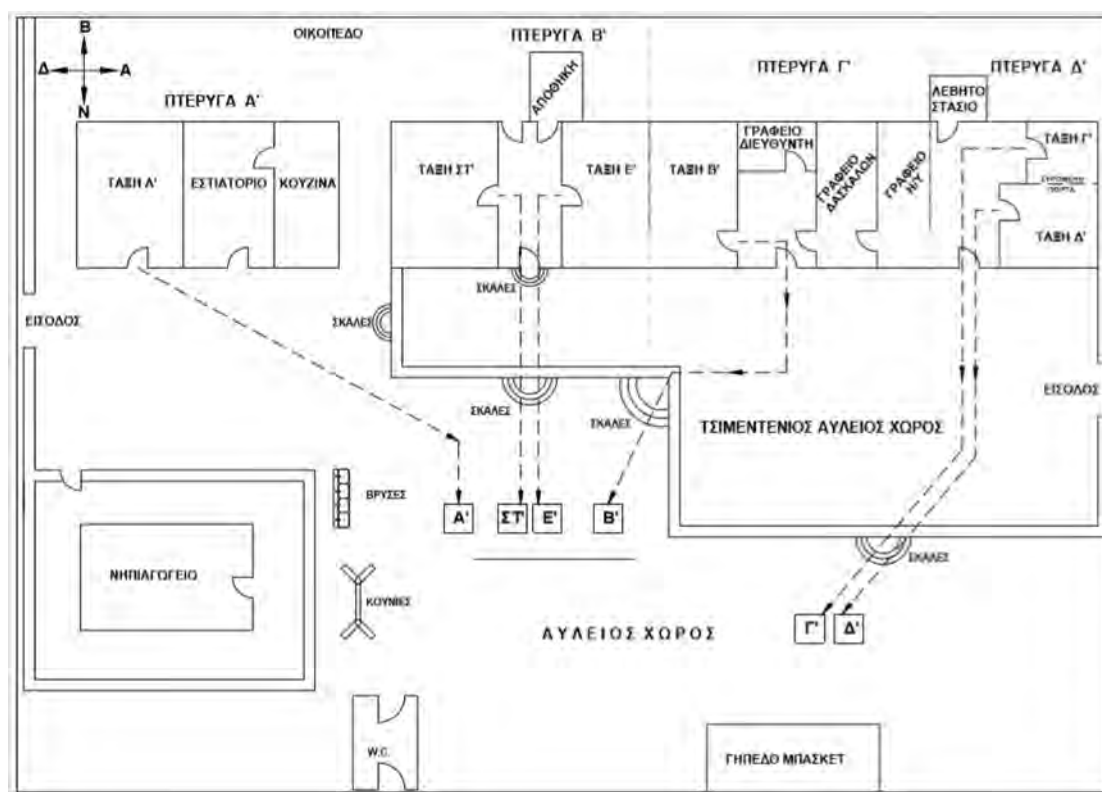 Β
Δ Α
Ν
ΟΙΚΟΠΕΔΟ
ΠΤΕΡΥΓΑ Α'
ΠΤΕΡΥΓΑ Β'
ΠΤΕΡΥΓΑ Γ'
ΠΤΕΡΥΓΑ Δ'
ΑΠΟΘΗΚΗ
ΛΕΒΗΤΟ
ΣΤΑΣΙΟ
ΤΑΞΗ Α'
ΕΣΤΙΑΤΟΡΙΟ
ΚΟΥΖΙΝΑ
ΤΑΞΗ ΣΤ'
ΤΑΞΗ Ε'
ΤΑΞΗ Β'
ΓΡΑΦΕΙΟ
ΔΙΕΥΘΥΝΤΗ
ΓΡΑΦΕΙΟ
ΔΑΣΚΑΛΩΝ
ΓΡΑΦΕΙΟ
Η/Υ
ΤΑΞΗ Γ'
ΠΟΡΤΑ
ΤΑΞΗ Δ'
ΣΚΑΛΕΣ
ΕΙΣΟΔΟΣ
ΣΚΑΛΕΣ
ΣΚΑΛΕΣ
ΣΚΑΛΕΣ
ΕΙΣΟΔΟΣ
ΤΣΙΜΕΝΤΕΝΙΟΣ ΑΥΛΕΙΟΣ ΧΩΡΟΣ
ΒΡΥΣΕΣ
Α'
ΣΤ'
Ε'
Β'
ΣΚΑΛΕΣ
ΝΗΠΙΑΓΩΓΕΙΟ
ΚΟΥΝΙΕΣ
ΑΥΛΕΙΟΣ ΧΩΡΟΣ
Γ'
Δ'
W.C.
ΓΗΠΕΔΟ ΜΠΑΣΚΕΤ